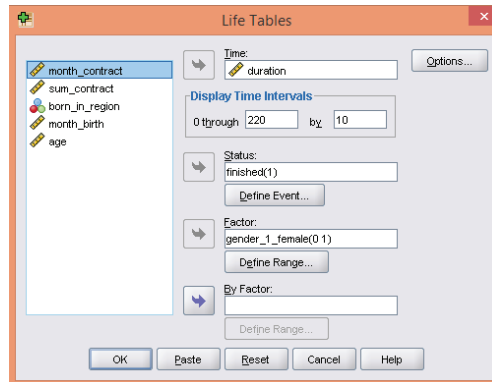 Life Tables
month_contract
sum_contract
born_in_region
month_birth
age
Time:
duration
Options...
Display Time Intervals
0 through 220 by 10
Status:
finished(1)
Define Event...
Factor:
gender_1_female(0 1)
Define Range...
By Factor:
Define Range...
OK Paste Reset Cancel Help